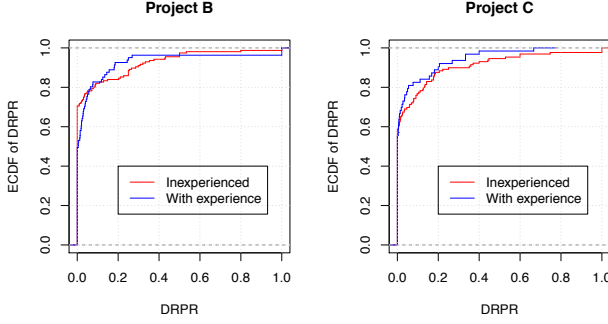 Project B
ECDF of DRPR
1.0
0.8
0.6
0.4
0.2
0.0
Inexperienced
With experience
0.0 0.2 0.4 0.6 0.8 1.0
DRPR
Project C
ECDF of DRPR
1.0
0.8
0.6
0.4
0.2
0.0
Inexperienced
With experience
0.0 0.2 0.4 0.6 0.8 1.0
DRPR